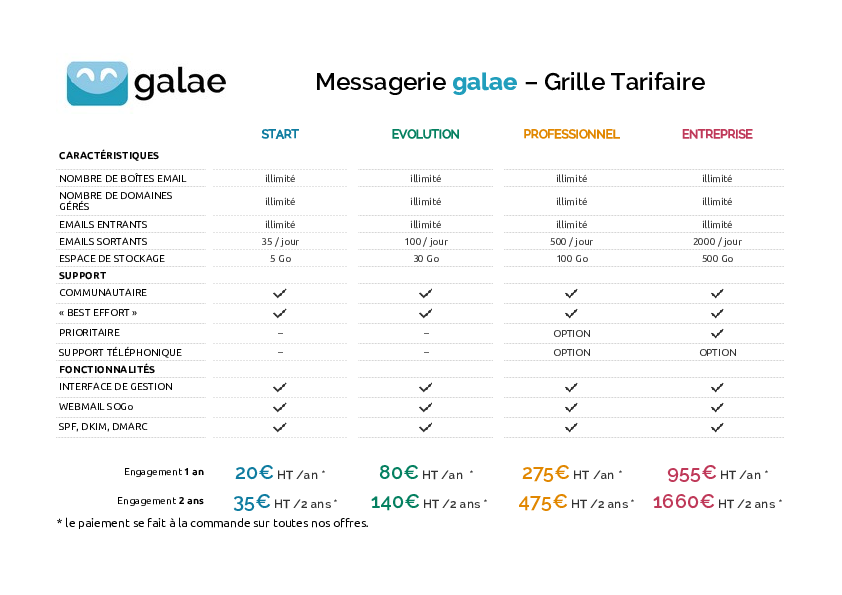 galae
Messagerie galae – Grille Tarifaire
START EVOLUTION PROFESSIONNEL ENTREPRISE
CARACTÉRISTIQUES
NOMBRE DE BOÎTES EMAIL illimité illimité illimité illimité
NOMBRE DE DOMAINES
GÉRÉS illimité illimité illimité illimité
EMAILS ENTRANTS illimité illimité illimité illimité
EMAILS SORTANTS 35 / jour 100 / jour 500 / jour 2000 / jour
ESPACE DE STOCKAGE 5 Go 30 Go 100 Go 500 Go
SUPPORT
COMMUNAUTAIRE ✓ ✓ ✓ ✓
« BEST EFFORT » ✓ ✓ ✓ ✓
PRIORITAIRE – – OPTION ✓
SUPPORT TÉLÉPHONIQUE – – OPTION OPTION
FONCTIONNALITÉS
INTERFACE DE GESTION ✓ ✓ ✓ ✓
WEBMAIL SOGo ✓ ✓ ✓ ✓
SPF, DKIM, DMARC ✓ ✓ ✓ ✓
Engagement 1 an 20€ HT /an * 80€ HT /an * 275€ HT /an * 955€ HT /an *
Engagement 2 ans 35€ HT /2 ans * 140€ HT /2 ans * 475€ HT /2 ans * 1660€ HT /2 ans *
* le paiement se fait à la commande sur toutes nos offres.